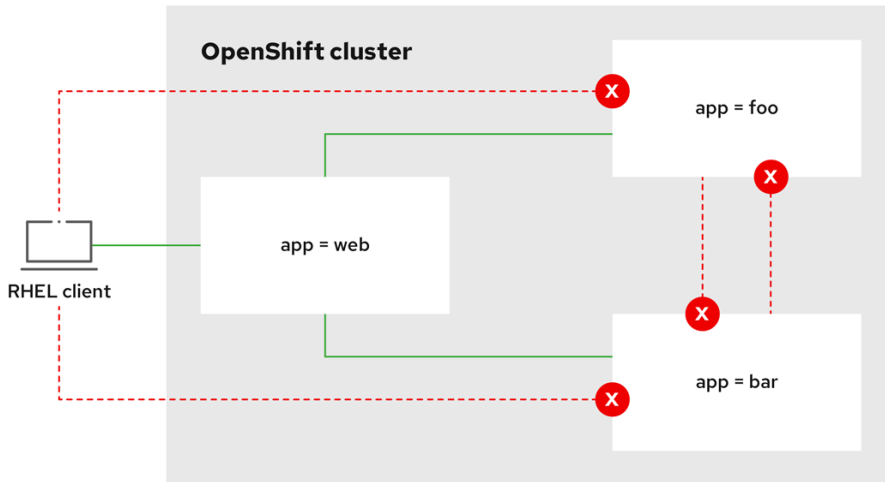 OpenShift cluster
X
app = foo
X
app = web
RHEL client
X
app = bar
X